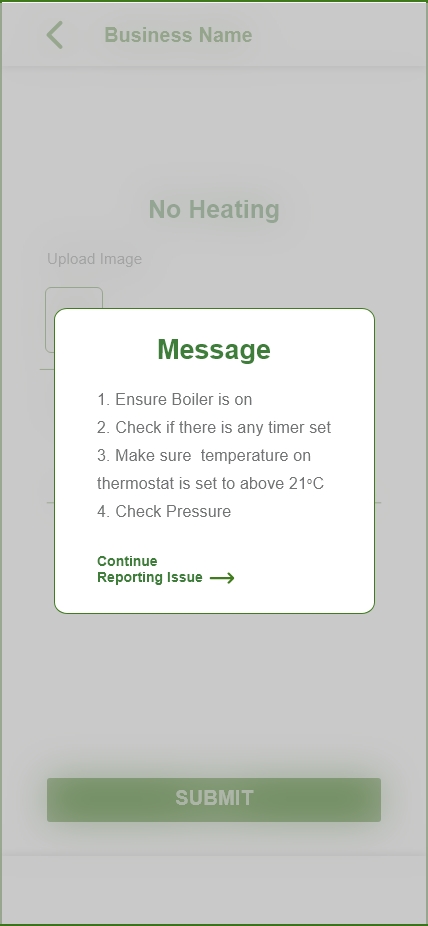 Business Name
No Heating
Upload Image
Message
1. Ensure Boiler is on
2. Check if there is any timer set
3. Make sure  temperature on
thermostat is set to above 21°C
4. Check Pressure
Continue
Reporting Issue
SUBMIT